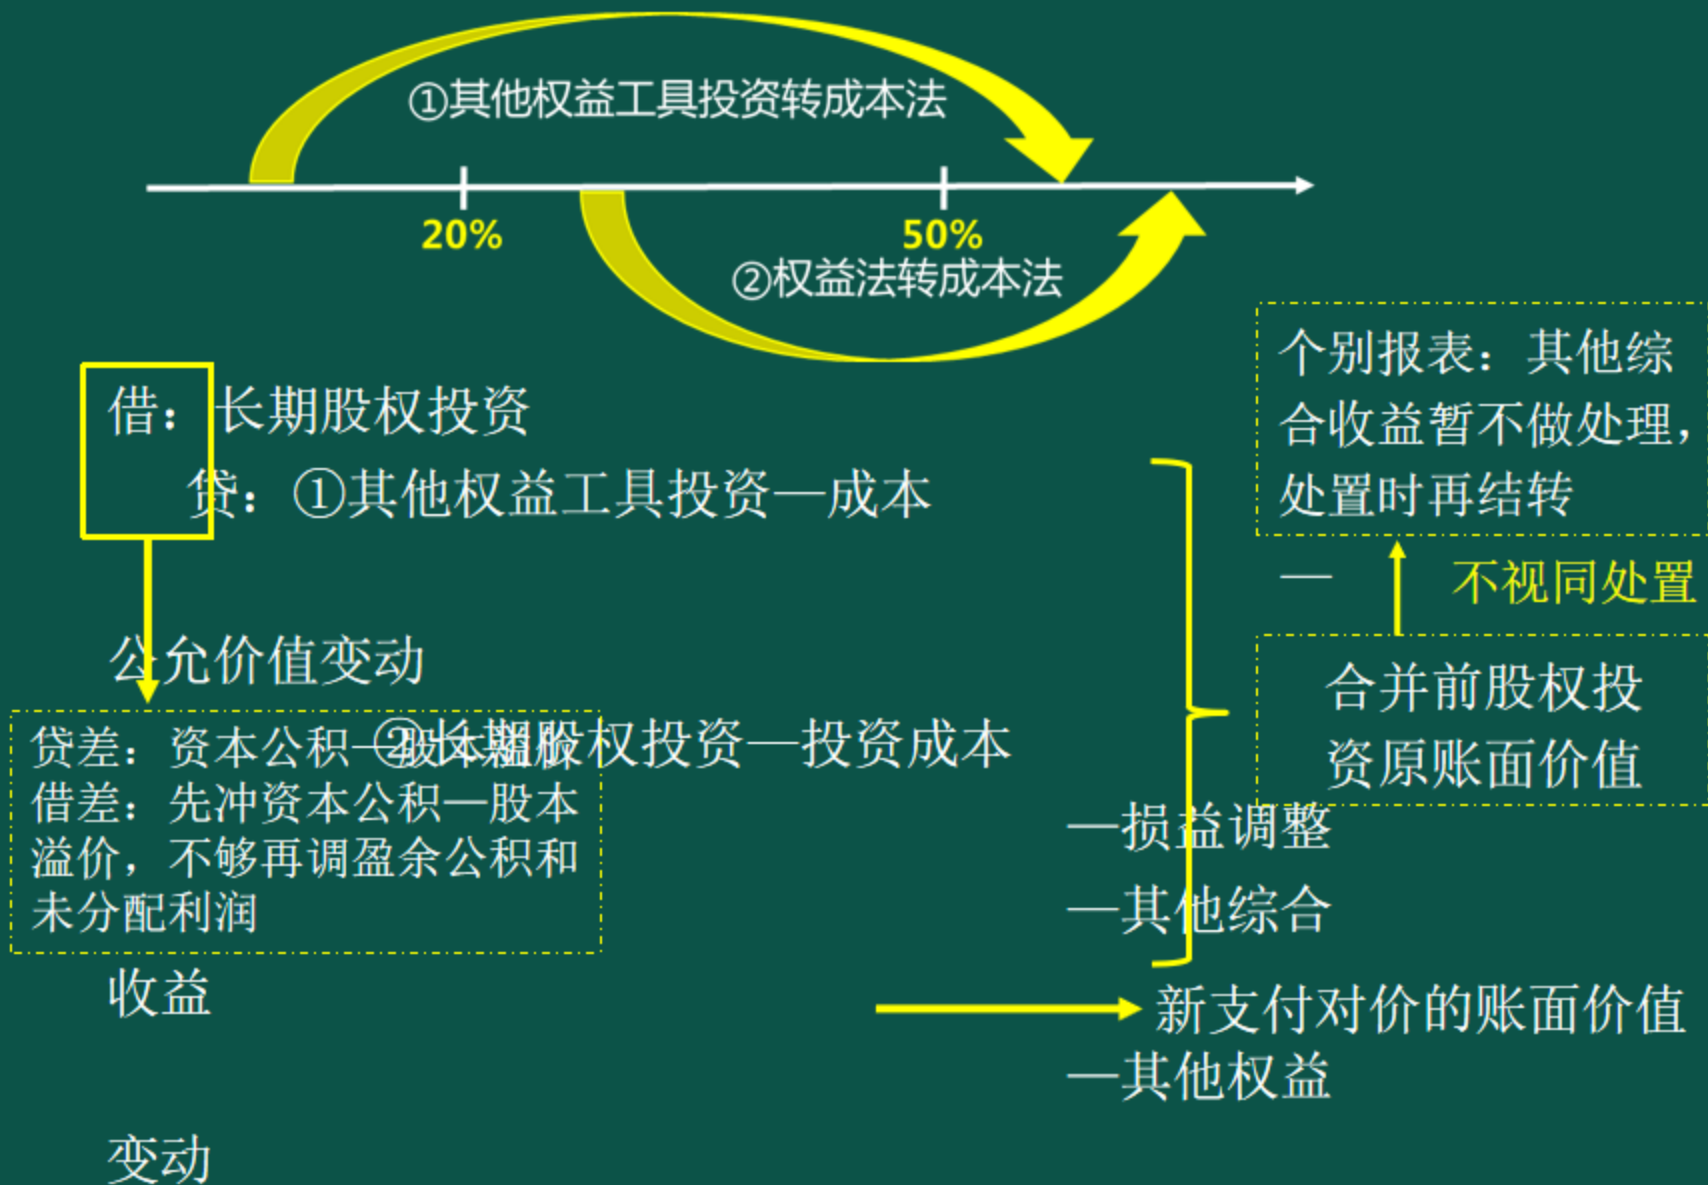 ①其他权益工具投资转成本法
20%
50%
②权益法转成本法
个别报表：其他综
合收益暂不做处理，
处置时再结转
借：长期股权投资
贷：①其他权益工具投资—成本
—
不视同处置
公允价值变动
合并前股权投
资原账面价值
②长期股权投资—投资成本
贷差：资本公积—股本溢价
借差：先冲资本公积—股本
溢价，不够再调盈余公积和
未分配利润
—损益调整
—其他综合
收益
新支付对价的账面价值
—其他权益
变动